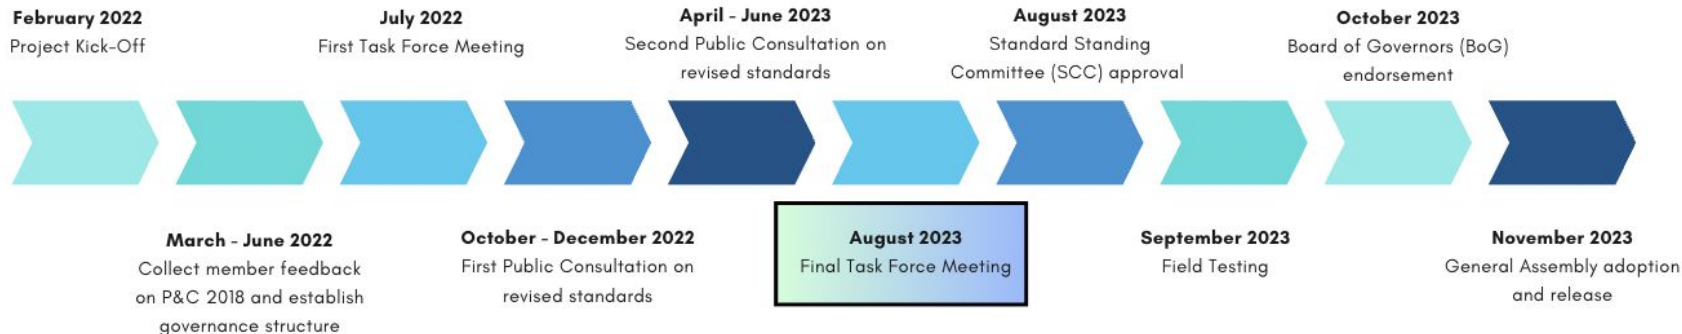 February 2022
Project Kick-Off
July 2022
First Task Force Meeting
April - June 2023
Second Public Consultation on
revised standards
August 2023
Standard Standing
Committee (SCC) approval
October 2023
Board of Governors (BoG)
endorsement
March - June 2022
Collect member feedback
on P&C 2018 and establish
governance structure
October - December 2022
First Public Consultation on
revised standards
August 2023
Final Task Force Meeting
September 2023
Field Testing
November 2023
General Assembly adoption
and release